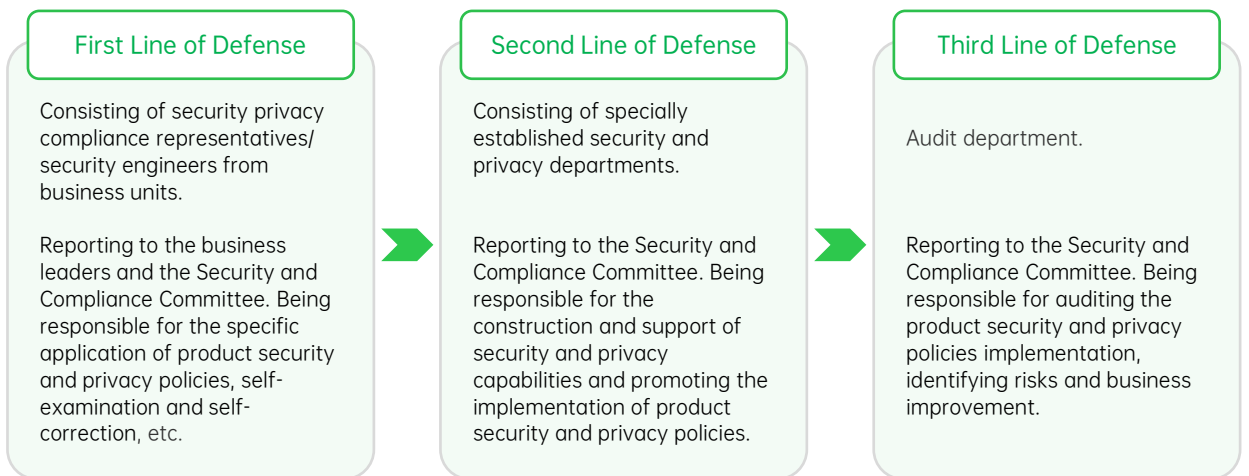 First Line of Defense
Consisting of security privacy
compliance representatives/
security engineers from
business units.
Reporting to the business
leaders and the Security and
Compliance Committee. Being
responsible for the specific
application of product security
and privacy policies, self-
examination and self-
correction, etc.
Second Line of Defense
Consisting of specially
established security and
privacy departments.
Reporting to the Security and
Compliance Committee. Being
responsible for the
construction and support of
security and privacy
capabilities and promoting the
implementation of product
security and privacy policies.
Third Line of Defense
Audit department.
Reporting to the Security and
Compliance Committee. Being
responsible for auditing the
product security and privacy
policies implementation,
identifying risks and business
improvement.